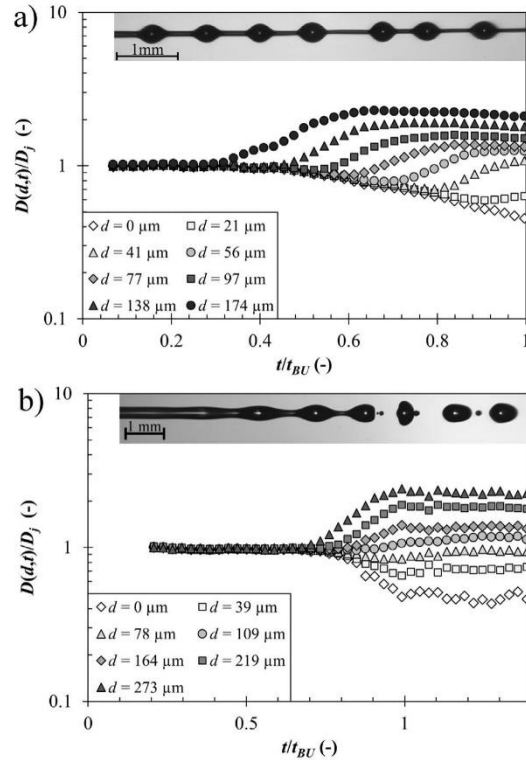 a)
10
1mm
D(d,t)/Dj (-)
1
d = 0 µm d = 21 µm
d = 41 µm d = 56 µm
d = 77 µm d = 97 µm
d = 138 µm d = 174 µm
0.1
0 0.2 0.4 0.6 0.8 1
t/tBU (-)
b)
10
1 mm
D(d,t)/Dj (-)
1
d = 0 µm d = 39 µm
d = 78 µm d = 109 µm
d = 164 µm d = 219 µm
d = 273 µm
0.1
0 0.5 1
t/tBU (-)